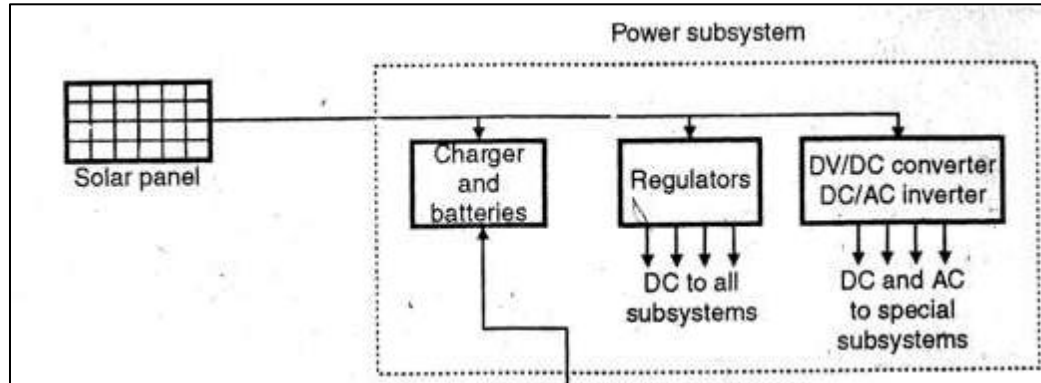 Power subsystem
Solar panel
Charger
and
batteries
Regulators
DV/DC converter
DC/AC inverter
DC to all
subsystems
DC and AC
to special
subsystems